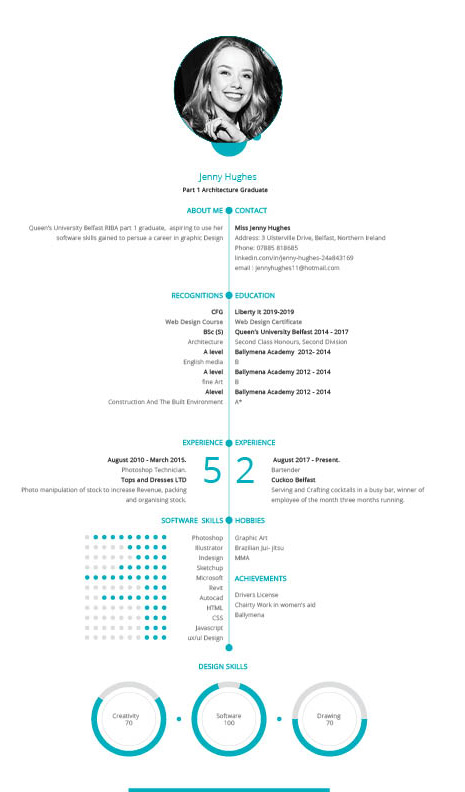 Jenny Hughes
Part 1 Architecture Graduate
ABOUT ME
Queen's University Belfast RIBA part 1 graduate, aspiring to use her
software skills gained to persue a career in graphic Design
CONTACT
Miss Jenny Hughes
Address: 3 Ulsterville Drive, Belfast, Northern Ireland
Phone: 07885 818685
linkedin.com/in/jenny-hughes-24a843169
email : jennyhughes11@hotmail.com
RECOGNITIONS EDUCATION
CFG Liberty It 2019-2019
Web Design Course Web Design Certificate
BSc (S) Queen's University Belfast 2014 - 2017
Architecture Second Class Honours, Second Division
A level Ballymena Academy 2012- 2014
English media B
A level Ballymena Academy 2012 - 2014
fine Art B
Alevel Ballymena Academy 2012 - 2014
Construction And The Built Environment A*
EXPERIENCE
August 2010 - March 2015.
Photoshop Technician.
Tops and Dresses LTD
Photo manipulation of stock to increase Revenue, packing
and organising stock.
5
EXPERIENCE
2
August 2017 - Present.
Bartender
Cuckoo Belfast
Serving and Crafting cocktails in a busy bar, winner of
employee of the month three months running.
SOFTWARE SKILLS
Photoshop
Illustrator
Indesign
Sketchup
Microsoft
Revit
Autocad
HTML
CSS
Javascript
ux/ui Design
HOBBIES
Graphic Art
Brazilian Jui- jitsu
MMA
ACHIEVEMENTS
Drivers License
Chairty Work in women's aid
Ballymena
DESIGN SKILLS
Creativity
70
Software
100
Drawing
70